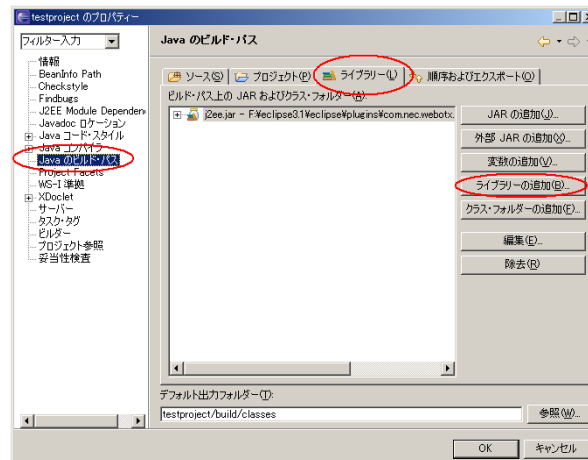 testproject のプロパティー
フィルター入力
Java のビルド・パス
情報
BeanInfo Path
Checkstyle
Findbugs
J2EE Module Dependen
Javadoc ロケーション
Java コード・スタイル
Java コンパイラ
Java のビルド・パス
Project Facets
WS-I 準拠
XDoclet
サーバー
タスク・タグ
ビルダー
プロジェクト参照
妥当性検査
ソース(S)
プロジェクト(P)
ライブラリー(L)
順序およびエクスポート(O)
ビルド・パス上の JAR およびクラス・フォルダー(A):
j2ee.jar - F:¥eclipse3.1¥eclipse¥plugins¥com.nec.webotx.
JAR の追加(J)...
外部 JAR の追加(X)...
変数の追加(V)...
ライブラリーの追加(B)...
クラス・フォルダーの追加(F)...
編集(E)...
除去(R)
デフォルト出力フォルダー(T):
testproject/build/classes
参照(W)...
OK
キャンセル